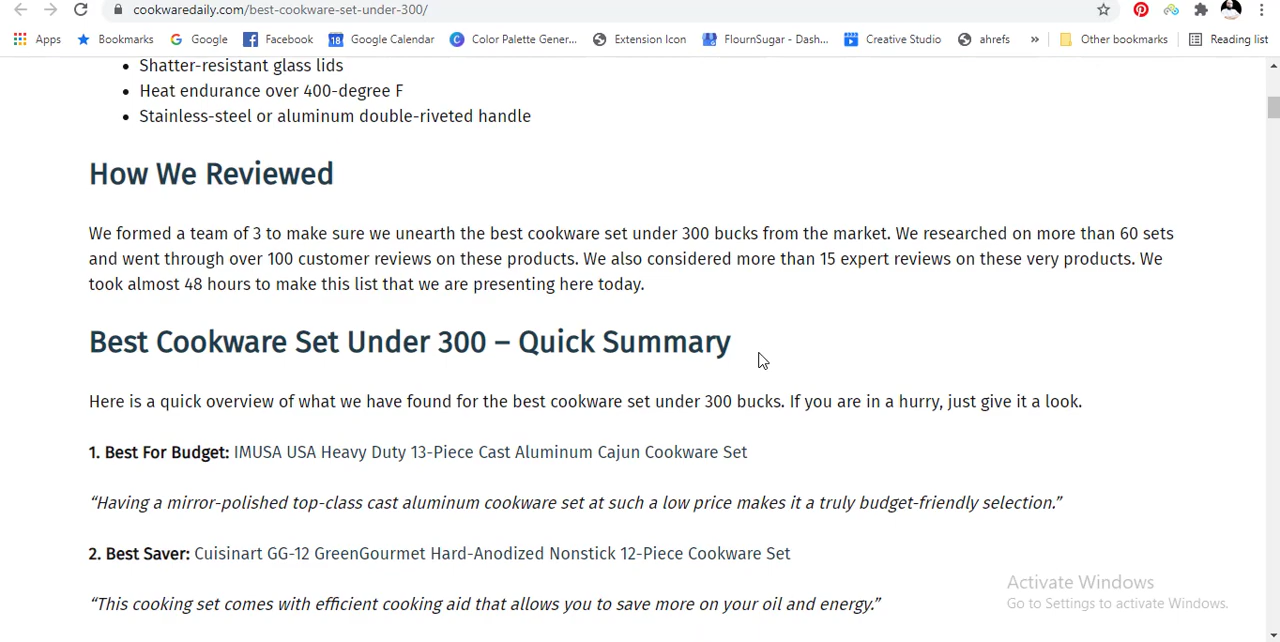 cookwaredaily.com/best-cookware-set-under-300/
Apps Bookmarks Google Facebook 18 Google Calendar C Color Palette Gener... Extension Icon FlournSugar - Dash... Creative Studio ahrefs » Other bookmarks Reading list
• Shatter-resistant glass lids
• Heat endurance over 400-degree F
• Stainless-steel or aluminum double-riveted handle
How We Reviewed
We formed a team of 3 to make sure we unearth the best cookware set under 300 bucks from the market. We researched on more than 60 sets
and went through over 100 customer reviews on these products. We also considered more than 15 expert reviews on these very products. We
took almost 48 hours to make this list that we are presenting here today.
Best Cookware Set Under 300 – Quick Summary
Here is a quick overview of what we have found for the best cookware set under 300 bucks. If you are in a hurry, just give it a look.
1. Best For Budget: IMUSA USA Heavy Duty 13-Piece Cast Aluminum Cajun Cookware Set
“Having a mirror-polished top-class cast aluminum cookware set at such a low price makes it a truly budget-friendly selection.”
2. Best Saver: Cuisinart GG-12 GreenGourmet Hard-Anodized Nonstick 12-Piece Cookware Set
“This cooking set comes with efficient cooking aid that allows you to save more on your oil and energy.”
Activate Windows
Go to Settings to activate Windows.